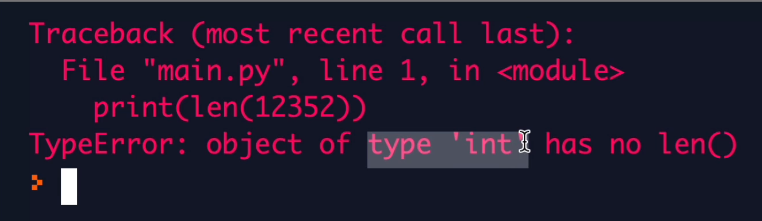 Traceback (most recent call last):
  File "main.py", line 1, in <module>
    print(len(12352))
TypeError: object of type 'int' has no len()
>